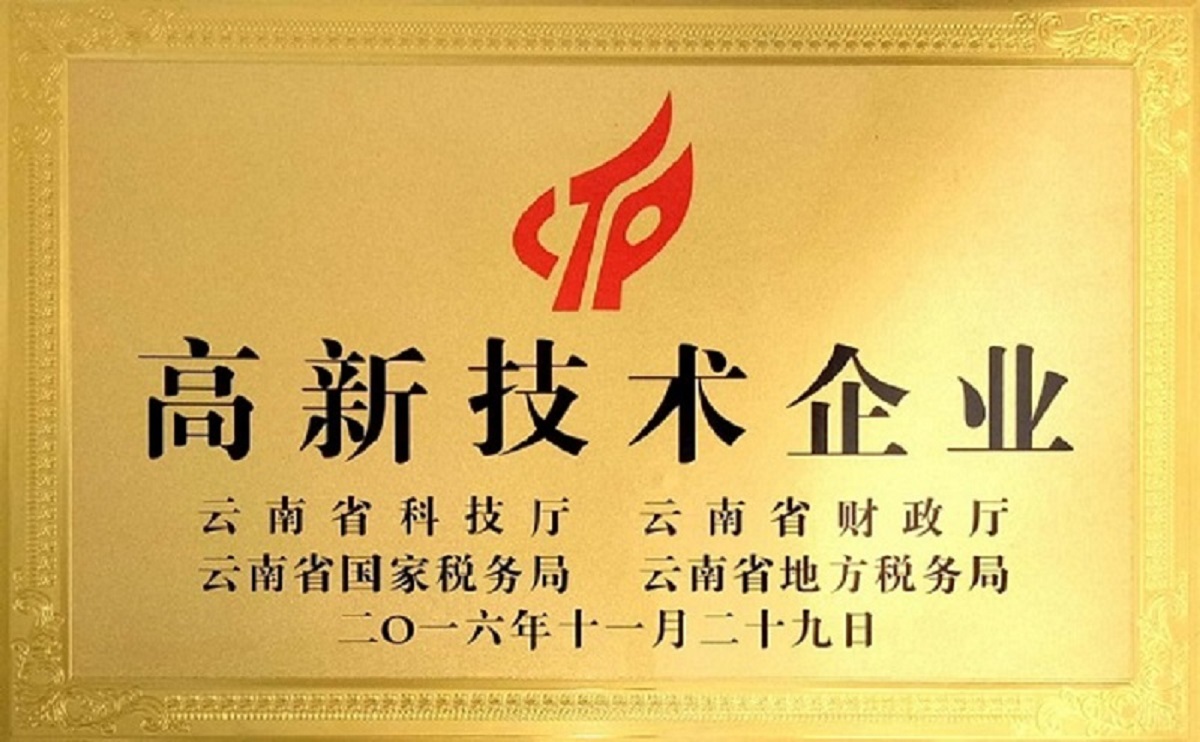 高新技术企业
云南省科技厅 云南省财政厅
云南省国家税务局 云南省地方税务局
二〇一六年十一月二十九日